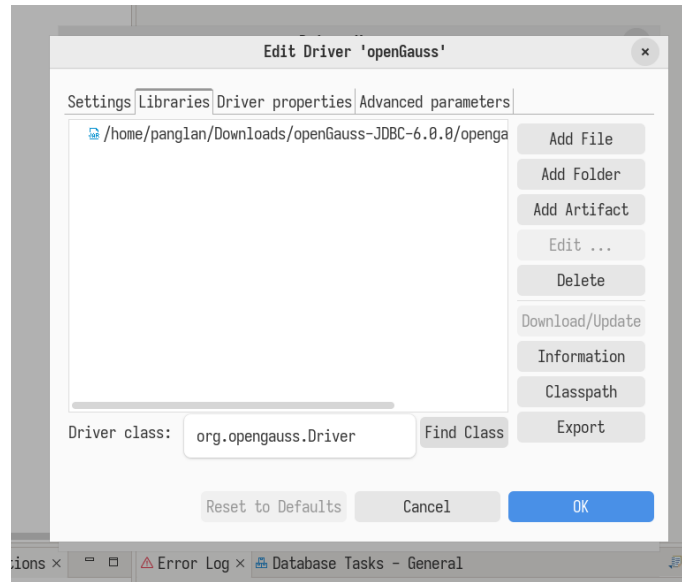 Edit Driver 'openGauss'
×
Settings Libraries Driver properties Advanced parameters
/home/panglan/Downloads/openGauss-JDBC-6.0.0/openga
Add File
Add Folder
Add Artifact
Edit ...
Delete
Download/Update
Information
Classpath
Export
Driver class: org.opengauss.Driver Find Class
Reset to Defaults Cancel OK
tions × Error Log × Database Tasks - General